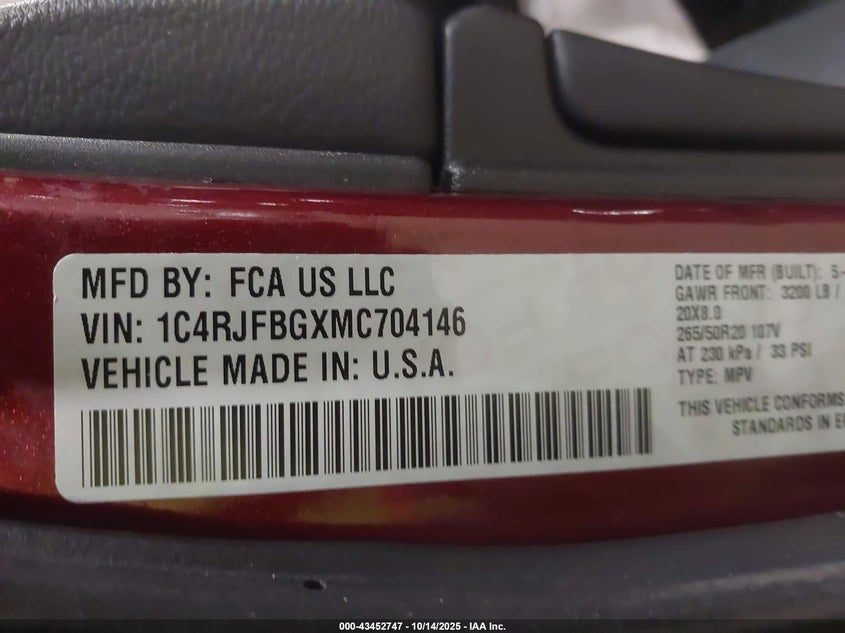 MFD BY: FCA US LLC
VIN: 1C4RJFBGXMC704146
VEHICLE MADE IN: U.S.A.
DATE OF MFR (BUILT): 5-
GAWR FRONT: 3200 LB /
20X8.0
265/50R20 107V
AT 230 kPa / 33 PSI
TYPE: MPV
THIS VEHICLE CONFORMS
STANDARDS IN
000-43452747 - 10/14/2025 - IAA Inc.